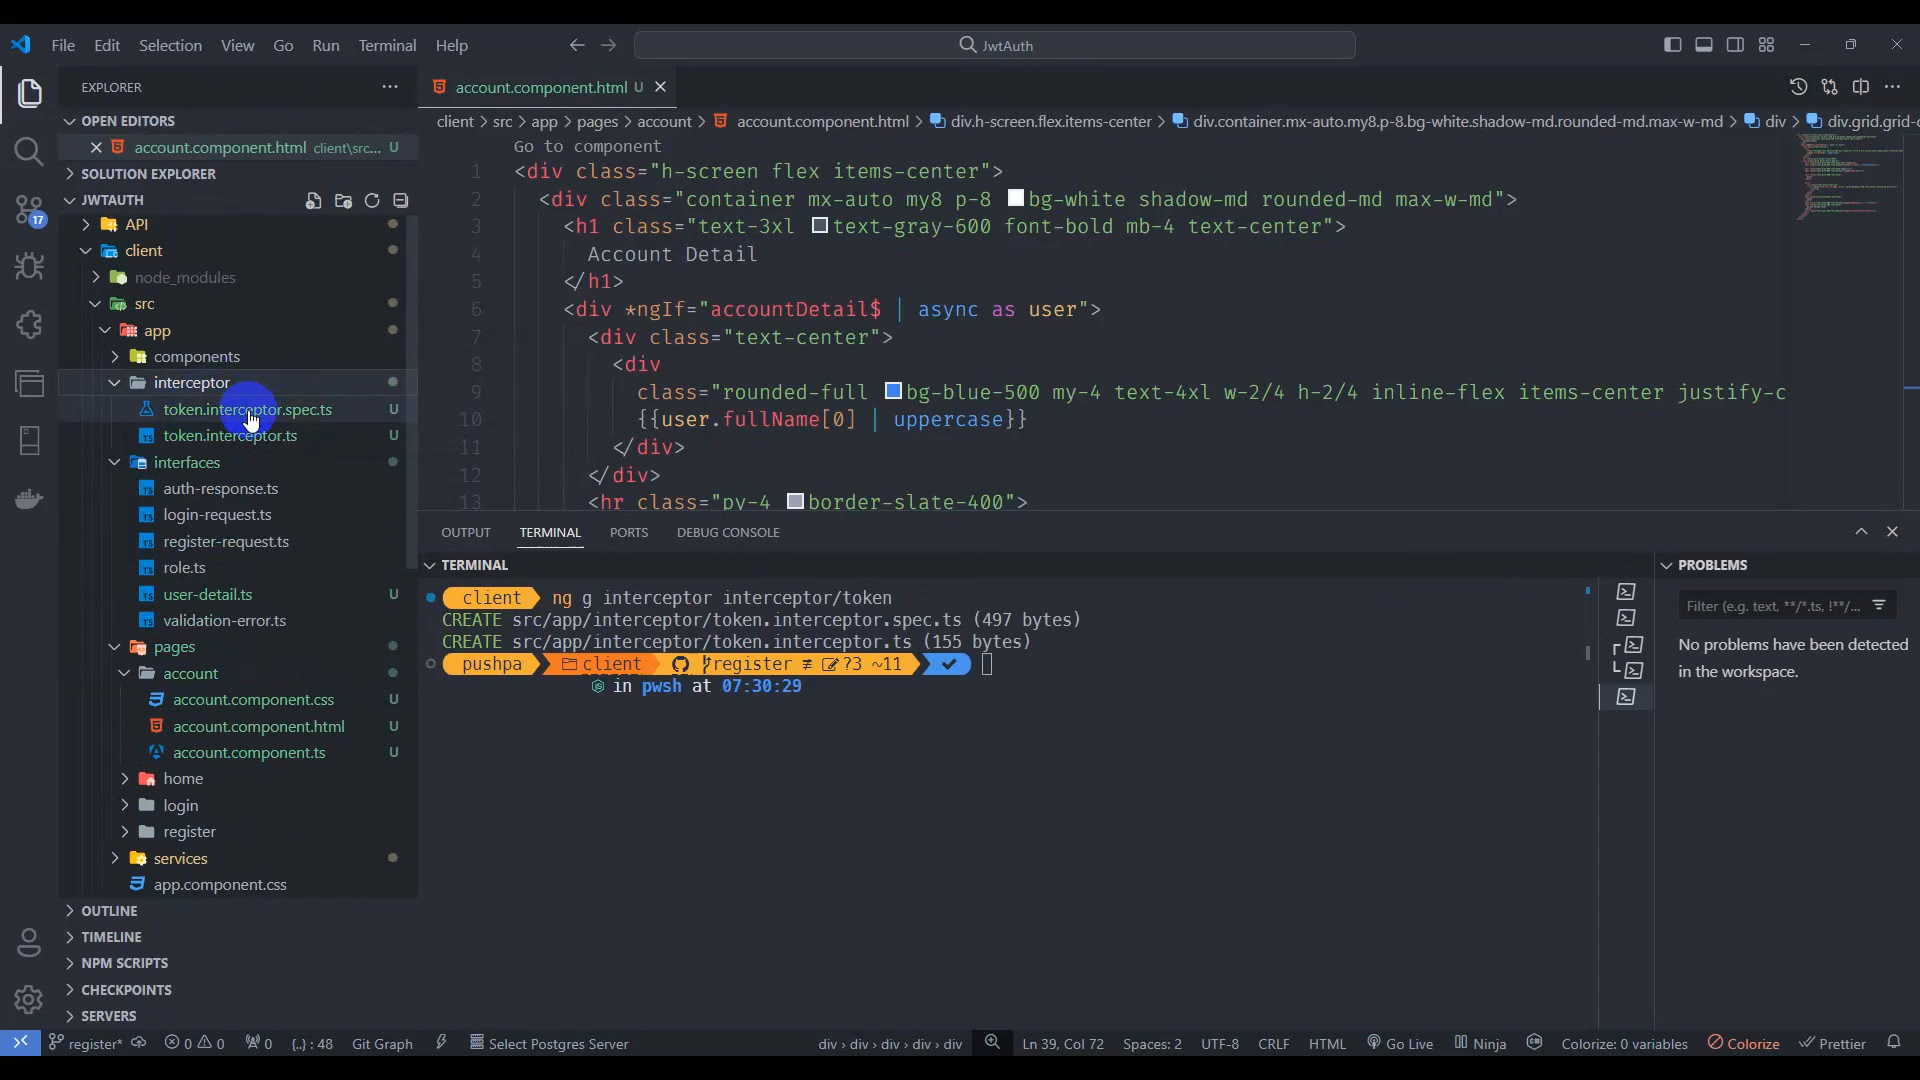 File Edit Selection View Go Run Terminal Help
JwtAuth
EXPLORER
OPEN EDITORS
account.component.html client\src... U
SOLUTION EXPLORER
JWTAUTH
API
client
node_modules
src
app
components
interceptor
token.interceptor.spec.ts U
token.interceptor.ts U
interfaces
auth-response.ts
login-request.ts
register-request.ts
role.ts
user-detail.ts U
validation-error.ts
pages
account
account.component.css U
account.component.html U
account.component.ts U
home
login
register
services
app.component.css
OUTLINE
TIMELINE
NPM SCRIPTS
CHECKPOINTS
SERVERS
17
account.component.html U
client > src > app > pages > account > account.component.html > div.h-screen.flex.items-center > div.container.mx-auto.my8.p-8.bg-white.shadow-md.rounded-md.max-w-md > div > div.grid.grid-c
Go to component
1 <div class="h-screen flex items-center">
2 <div class="container mx-auto my8 p-8 bg-white shadow-md rounded-md max-w-md">
3 <h1 class="text-3xl text-gray-600 font-bold mb-4 text-center">
4 Account Detail
5 </h1>
6 <div *ngIf="accountDetail$ | async as user">
7 <div class="text-center">
8 <div
9 class="rounded-full bg-blue-500 my-4 text-4xl w-2/4 h-2/4 inline-flex items-center justify-c
10 {{user.fullName[0] | uppercase}}
11 </div>
12 </div>
13 <hr class="py-4 border-slate-400">
OUTPUT TERMINAL PORTS DEBUG CONSOLE
TERMINAL
client ng g interceptor interceptor/token
CREATE src/app/interceptor/token.interceptor.spec.ts (497 bytes)
CREATE src/app/interceptor/token.interceptor.ts (155 bytes)
pushpa client register ≢ ?3 ~11
in pwsh at 07:30:29
PROBLEMS
Filter (e.g. text, **/*.ts, !**/...
No problems have been detected
in the workspace.
register* 0 0 0 {..} : 48 Git Graph Select Postgres Server div > div > div > div > div Ln 39, Col 72 Spaces: 2 UTF-8 CRLF HTML Go Live Ninja Colorize: 0 variables Colorize Prettier